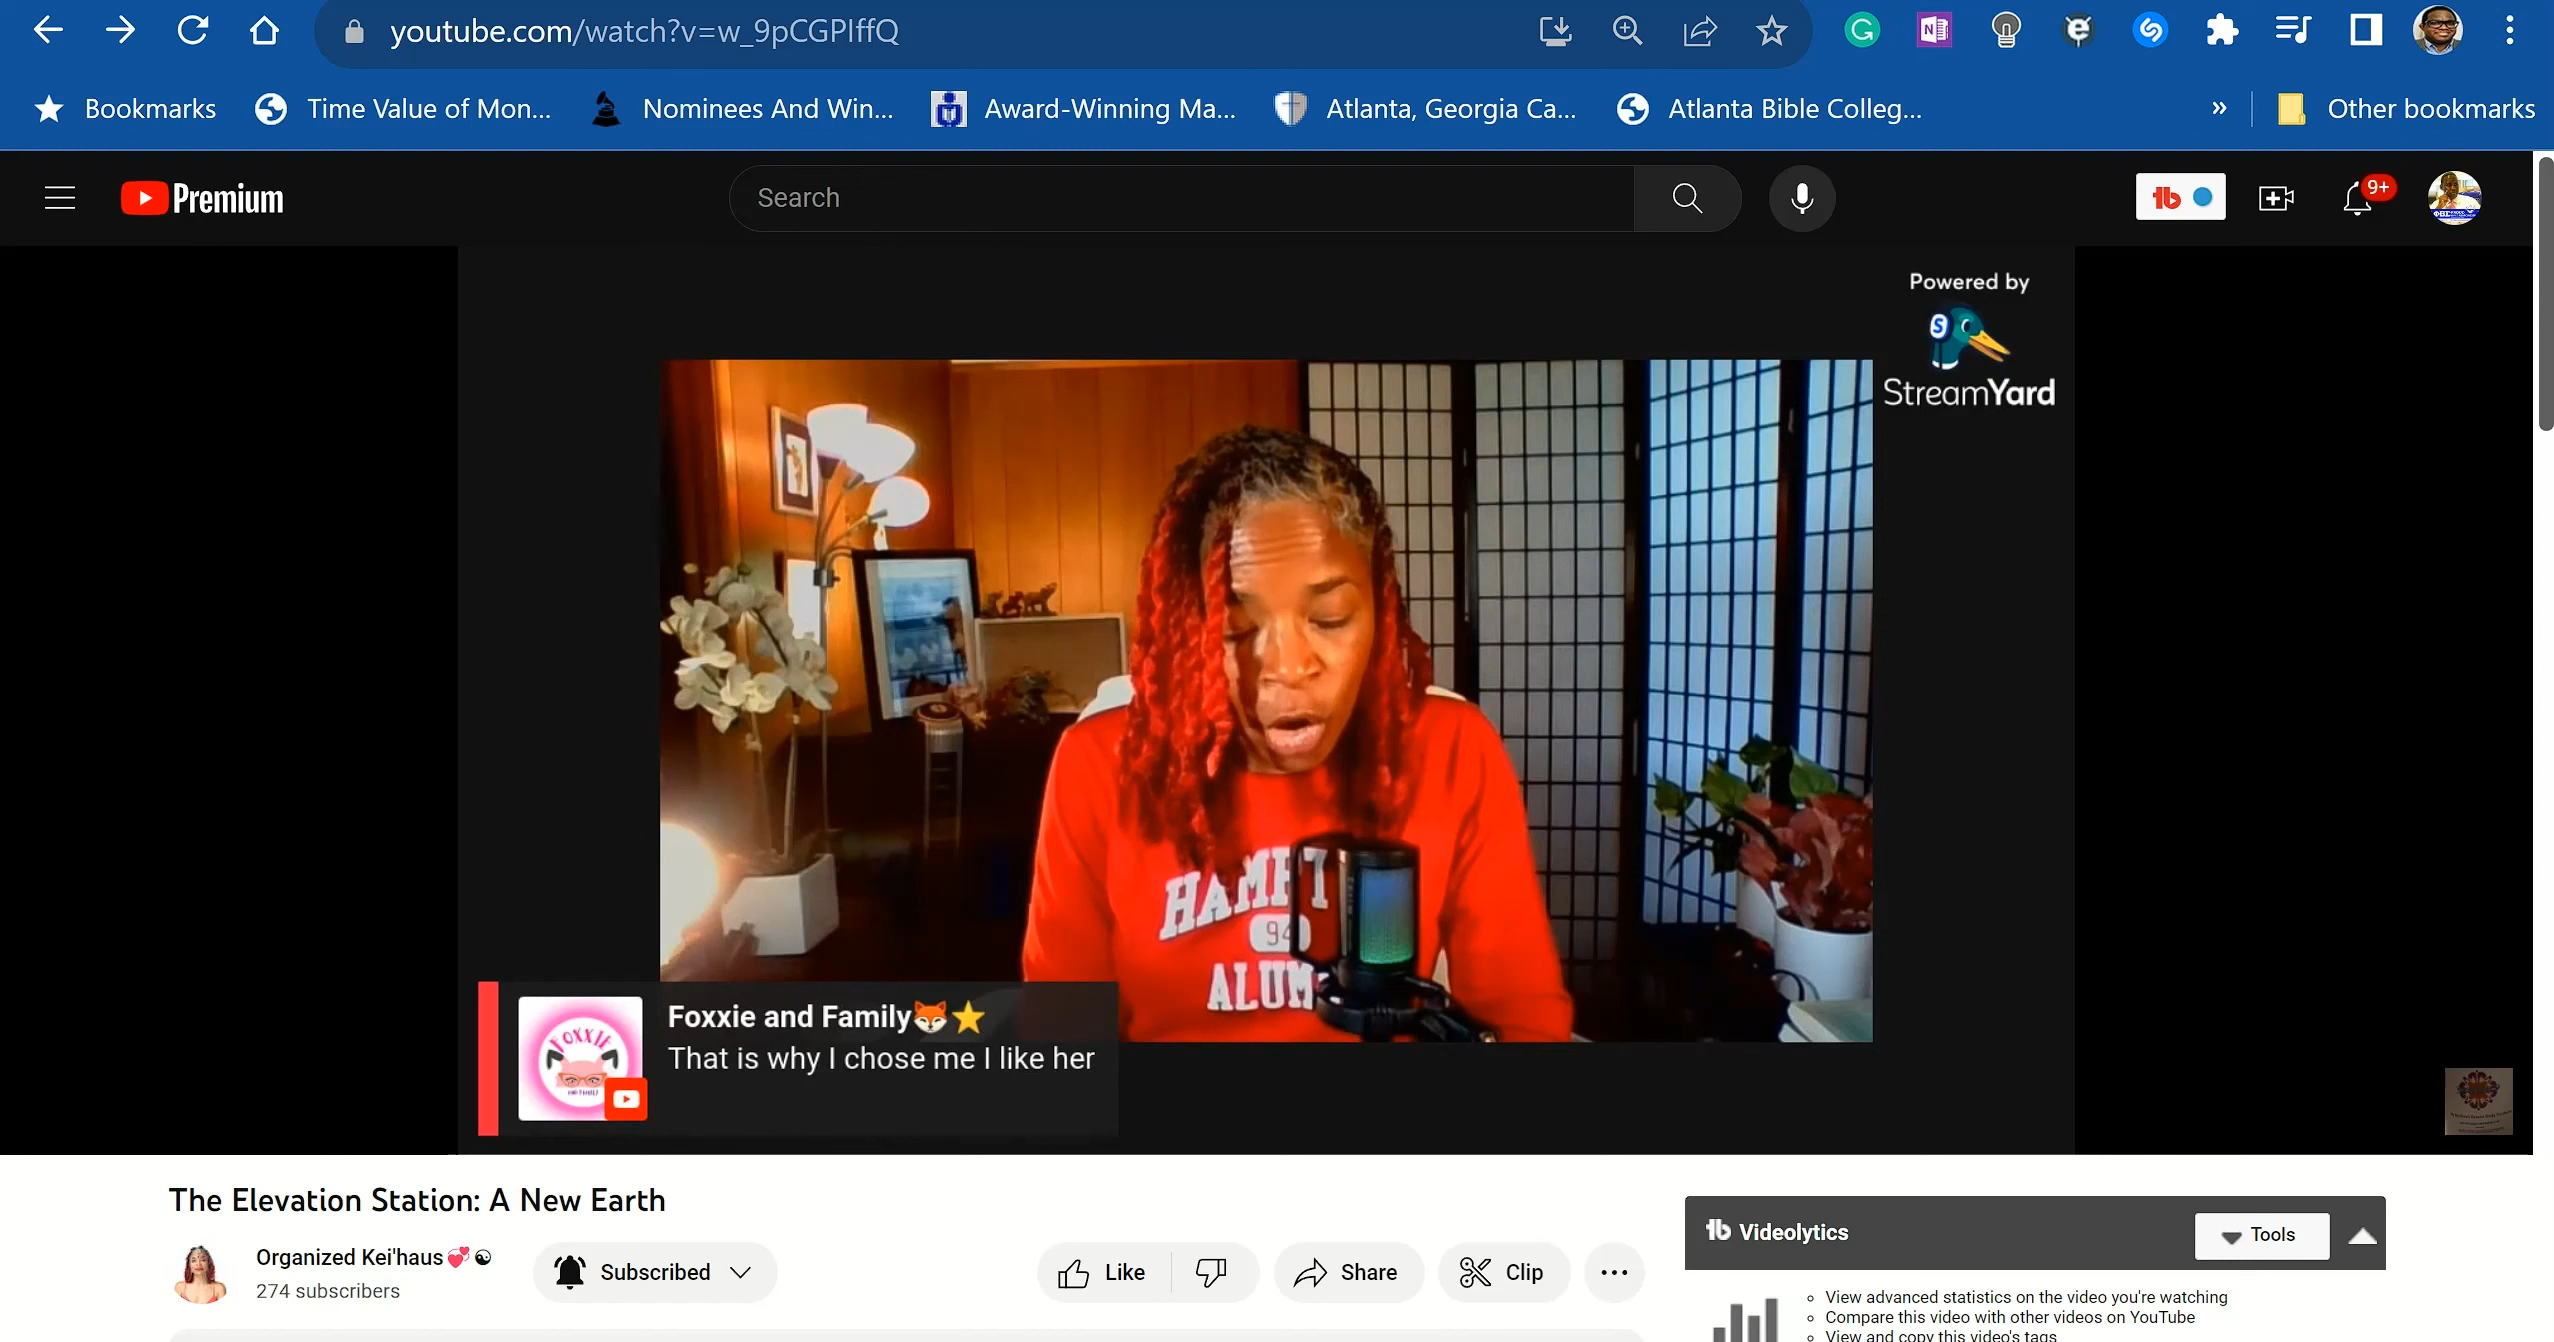 youtube.com/watch?v=w_9pCGPIffQ
Bookmarks
Time Value of Mon...
Nominees And Win...
Award-Winning Ma...
Atlanta, Georgia Ca...
Atlanta Bible Colleg...
»
Other bookmarks
Premium
Search
9+
Powered by
StreamYard
HAMPT
94
ALUM
FOXXIE
Foxxie and Family🦊⭐
That is why I chose me I like her
The Elevation Station: A New Earth
Organized Kei'haus💞☯
274 subscribers
Subscribed
Like
Share
Clip
Videolytics
Tools
View advanced statistics on the video you're watching
Compare this video with other videos on YouTube
View and copy this video's tags